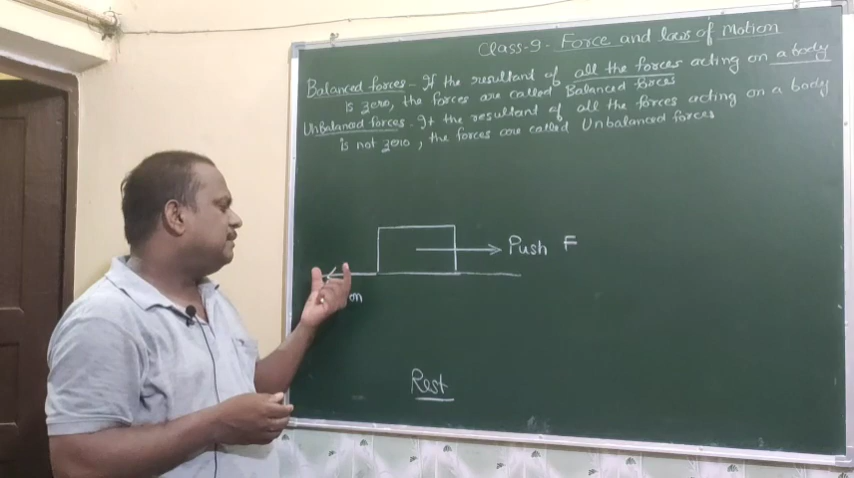 Class-9. Force and laws of Motion
Balanced forces - If the resultant of all the forces acting on a body
is zero, the forces are called Balanced forces
UnBalanced forces - If the resultant of all the forces acting on a body
is not zero, the forces are called Unbalanced forces
Push F
on
Rest